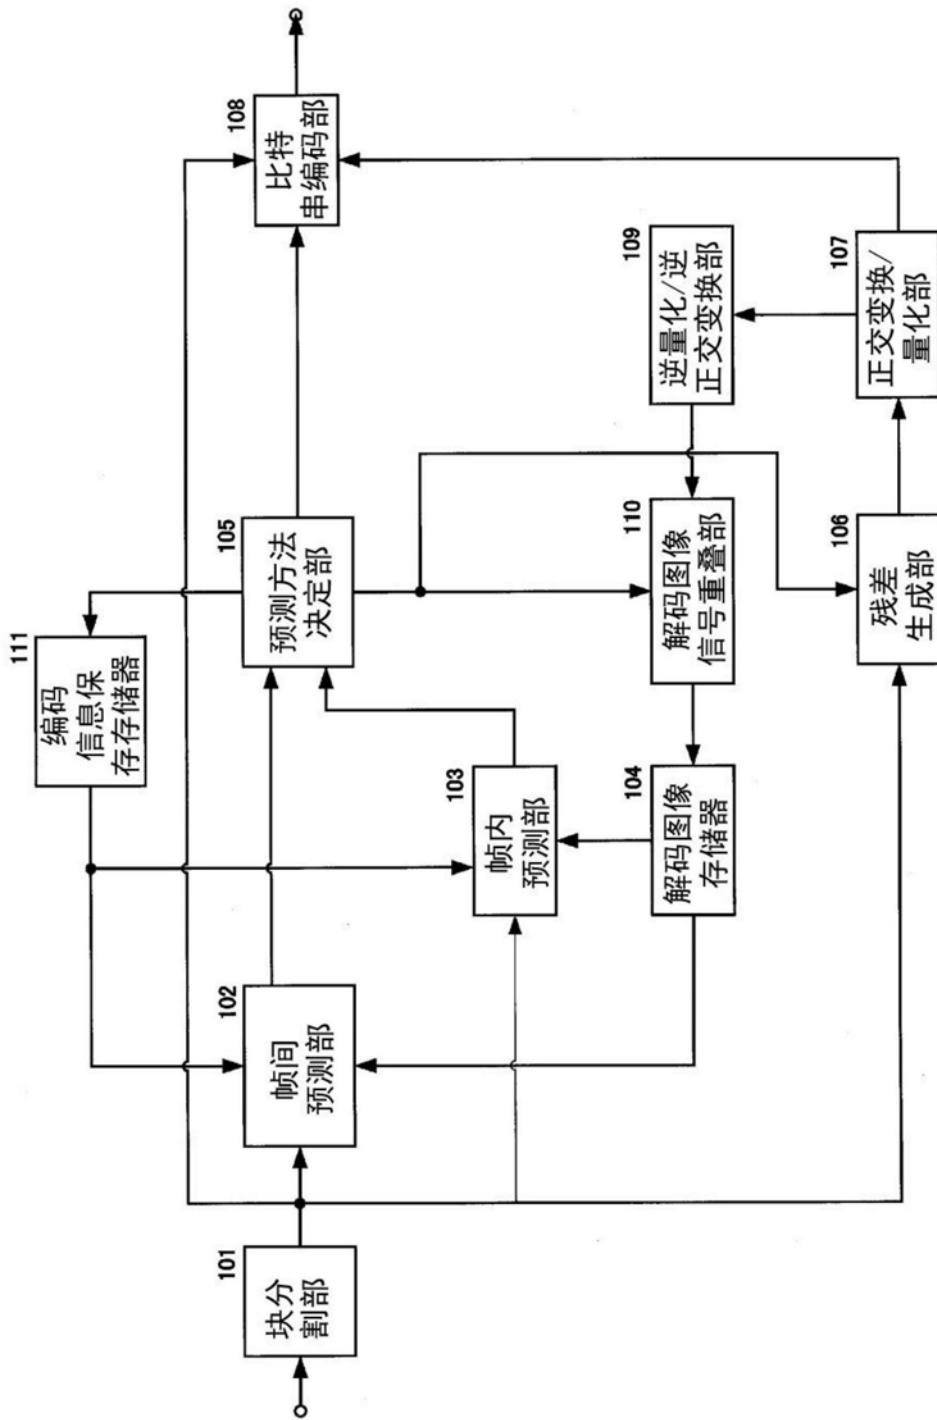 101
块分
割部
102
帧间
预测部
111
编码
信息保
存存储器
103
帧内
预测部
104
解码图像
存储器
105
预测方法
决定部
110
解码图像
信号重叠部
106
残差
生成部
109
逆量化/逆
正交变换部
107
正交变换/
量化部
108
比特
串编码部